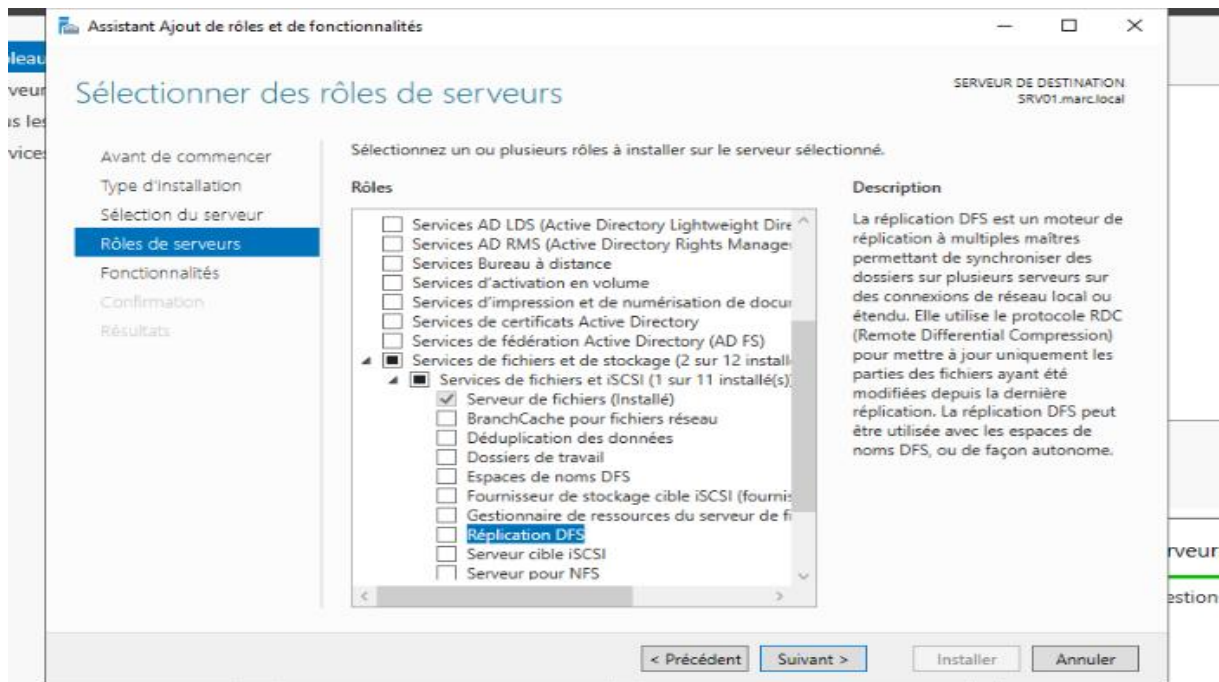 Assistant Ajout de rôles et de fonctionnalités
Sélectionner des rôles de serveurs
SERVEUR DE DESTINATION
SRV01.marc.local
Avant de commencer
Type d'installation
Sélection du serveur
Rôles de serveurs
Fonctionnalités
Confirmation
Résultats
Sélectionnez un ou plusieurs rôles à installer sur le serveur sélectionné.
Rôles
Services AD LDS (Active Directory Lightweight Dire
Services AD RMS (Active Directory Rights Manage
Services Bureau à distance
Services d'activation en volume
Services d'impression et de numérisation de docu
Services de certificats Active Directory
Services de fédération Active Directory (AD FS)
Services de fichiers et de stockage (2 sur 12 install
Services de fichiers et iSCSI (1 sur 11 installé(s)
Serveur de fichiers (Installé)
BranchCache pour fichiers réseau
Déduplication des données
Dossiers de travail
Espaces de noms DFS
Fournisseur de stockage cible iSCSI (fournis
Gestionnaire de ressources du serveur de fi
Réplication DFS
Serveur cible iSCSI
Serveur pour NFS
Description
La réplication DFS est un moteur de
réplication à multiples maîtres
permettant de synchroniser des
dossiers sur plusieurs serveurs sur
des connexions de réseau local ou
étendu. Elle utilise le protocole RDC
(Remote Differential Compression)
pour mettre à jour uniquement les
parties des fichiers ayant été
modifiées depuis la dernière
réplication. La réplication DFS peut
être utilisée avec les espaces de
noms DFS, ou de façon autonome.
< Précédent
Suivant >
Installer
Annuler
leau
veur
is les
vices
rveur
estion